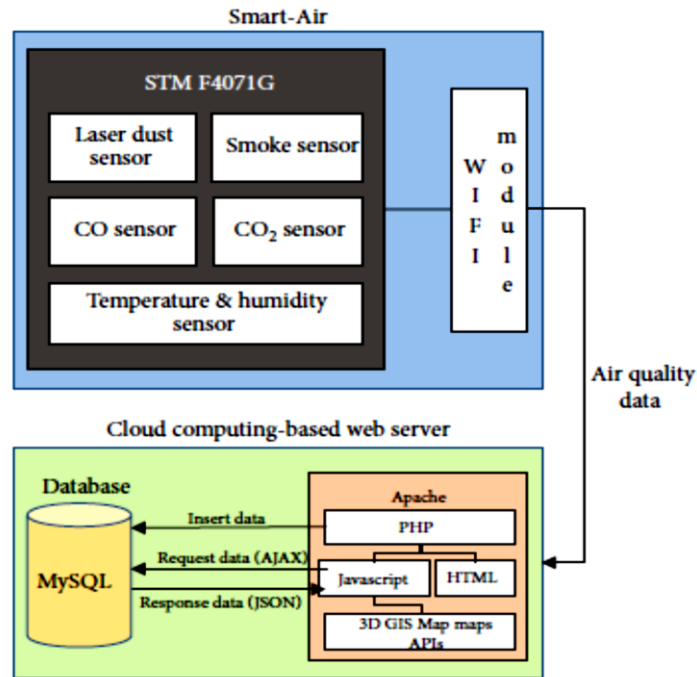 Smart-Air
STM F4071G
Laser dust
sensor
Smoke sensor
CO sensor
CO₂ sensor
Temperature & humidity
sensor
WIFI
module
Air quality
data
Cloud computing-based web server
Database
MySQL
Insert data
Request data (AJAX)
Response data (JSON)
Apache
PHP
Javascript
HTML
3D GIS Map maps
APIs